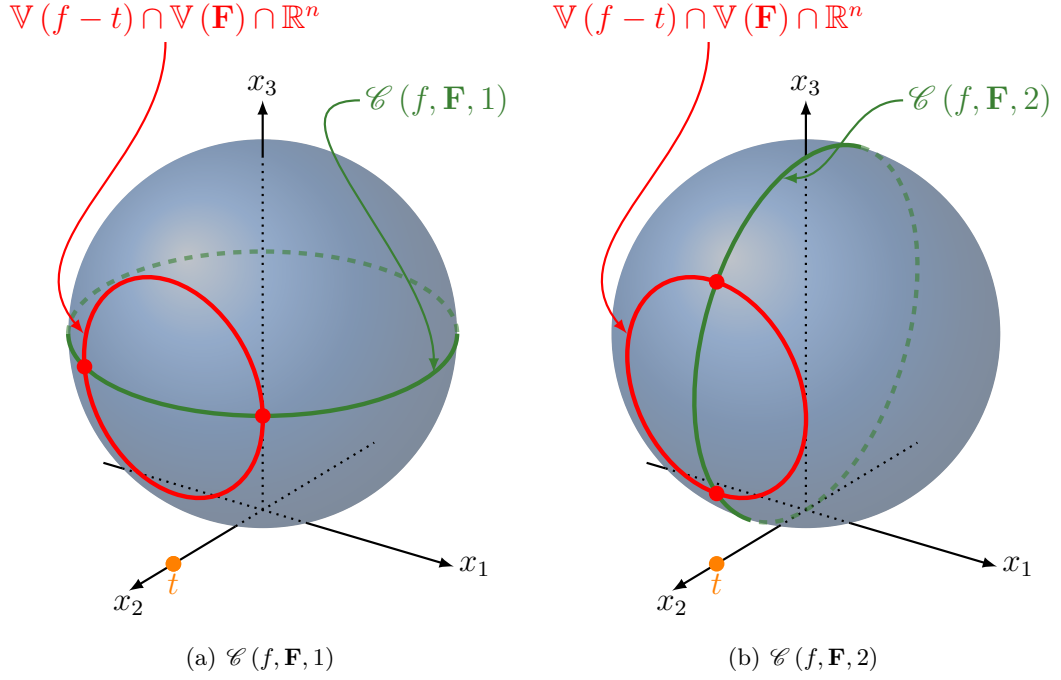 𝕍 (f − t) ∩ 𝕍 (𝐅) ∩ ℝⁿ
𝕍 (f − t) ∩ 𝕍 (𝐅) ∩ ℝⁿ
x₃
𝒞 (f, 𝐅, 1)
x₃
𝒞 (f, 𝐅, 2)
x₁
x₂
t
x₁
x₂
t
(a) 𝒞 (f, 𝐅, 1)
(b) 𝒞 (f, 𝐅, 2)